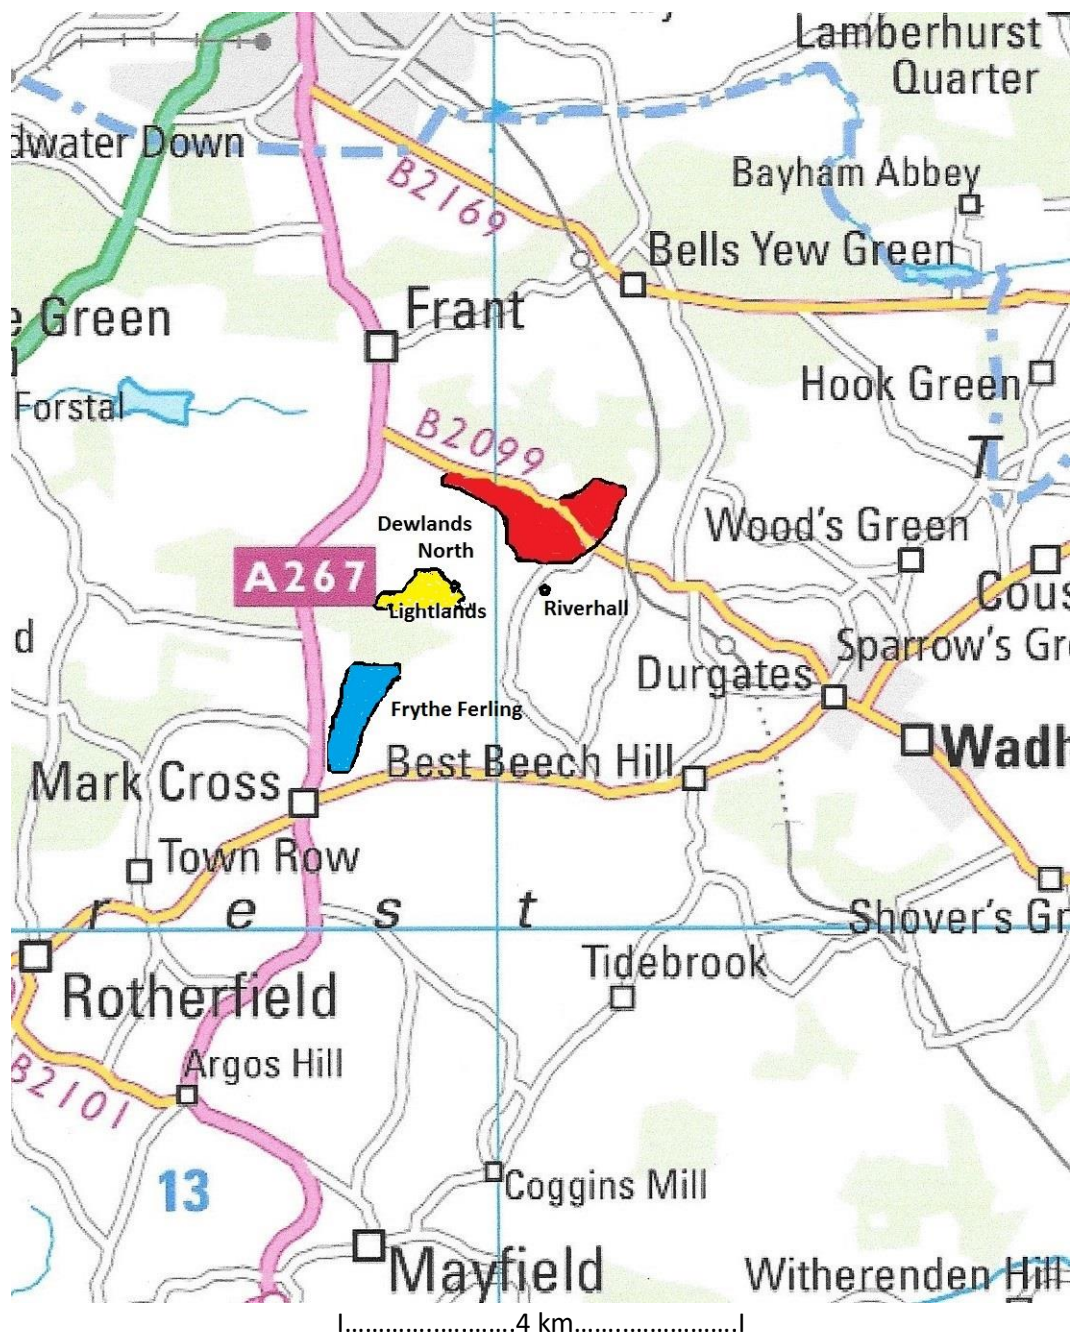 Lamberhurst
Quarter
dwater Down
B2169
Bayham Abbey
Bells Yew Green
Frant
e Green
Hook Green
Forstal
B2099
T
Dewlands
North
Wood's Green
A267
Lightlands
Riverhall
Cous
d
Sparrow's Gr
Durgates
Frythe Ferling
Wadh
Best Beech Hill
Mark Cross
Town Row
r e s t
Shover's Gr
Tidebrook
Rotherfield
Argos Hill
B2101
13
Coggins Mill
Mayfield
Witherenden Hill
I.......................4 km..........................I